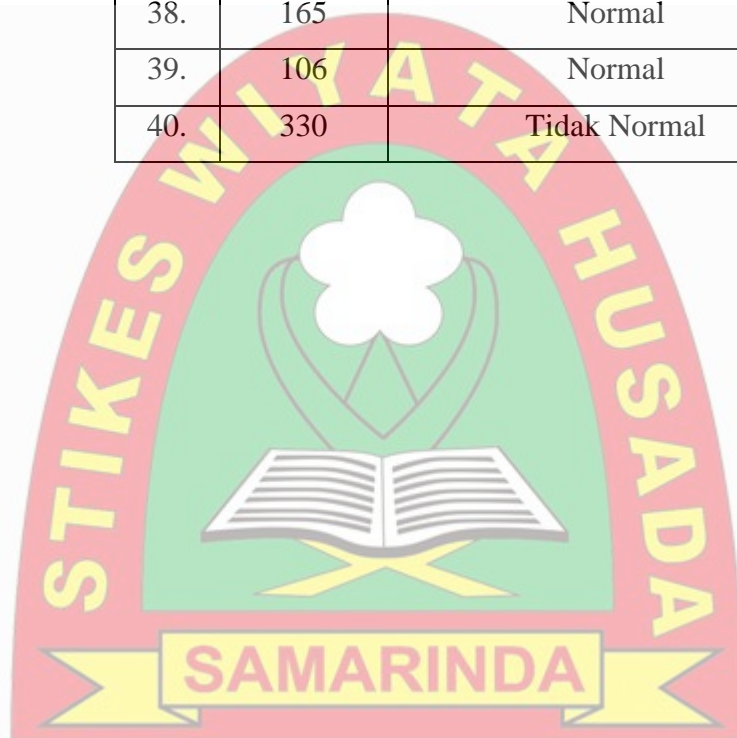 38. 165 Normal
39. 106 Normal
40. 330 Tidak Normal
STIKES WIYATA HUSADA
SAMARINDA